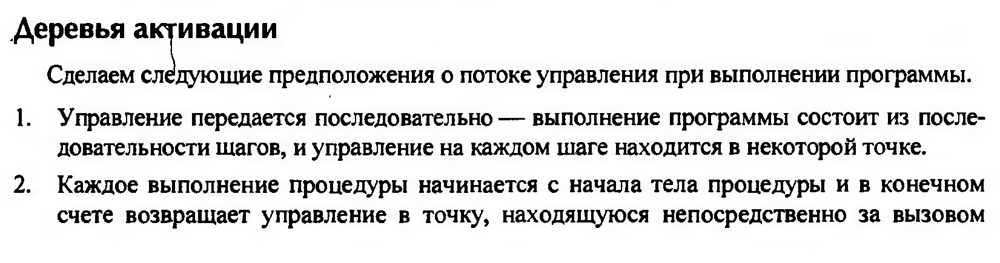 Деревья активации
Сделаем следующие предположения о потоке управления при выполнении программы.
1. Управление передается последовательно — выполнение программы состоит из после-
довательности шагов, и управление на каждом шаге находится в некоторой точке.
2. Каждое выполнение процедуры начинается с начала тела процедуры и в конечном
счете возвращает управление в точку, находящуюся непосредственно за вызовом